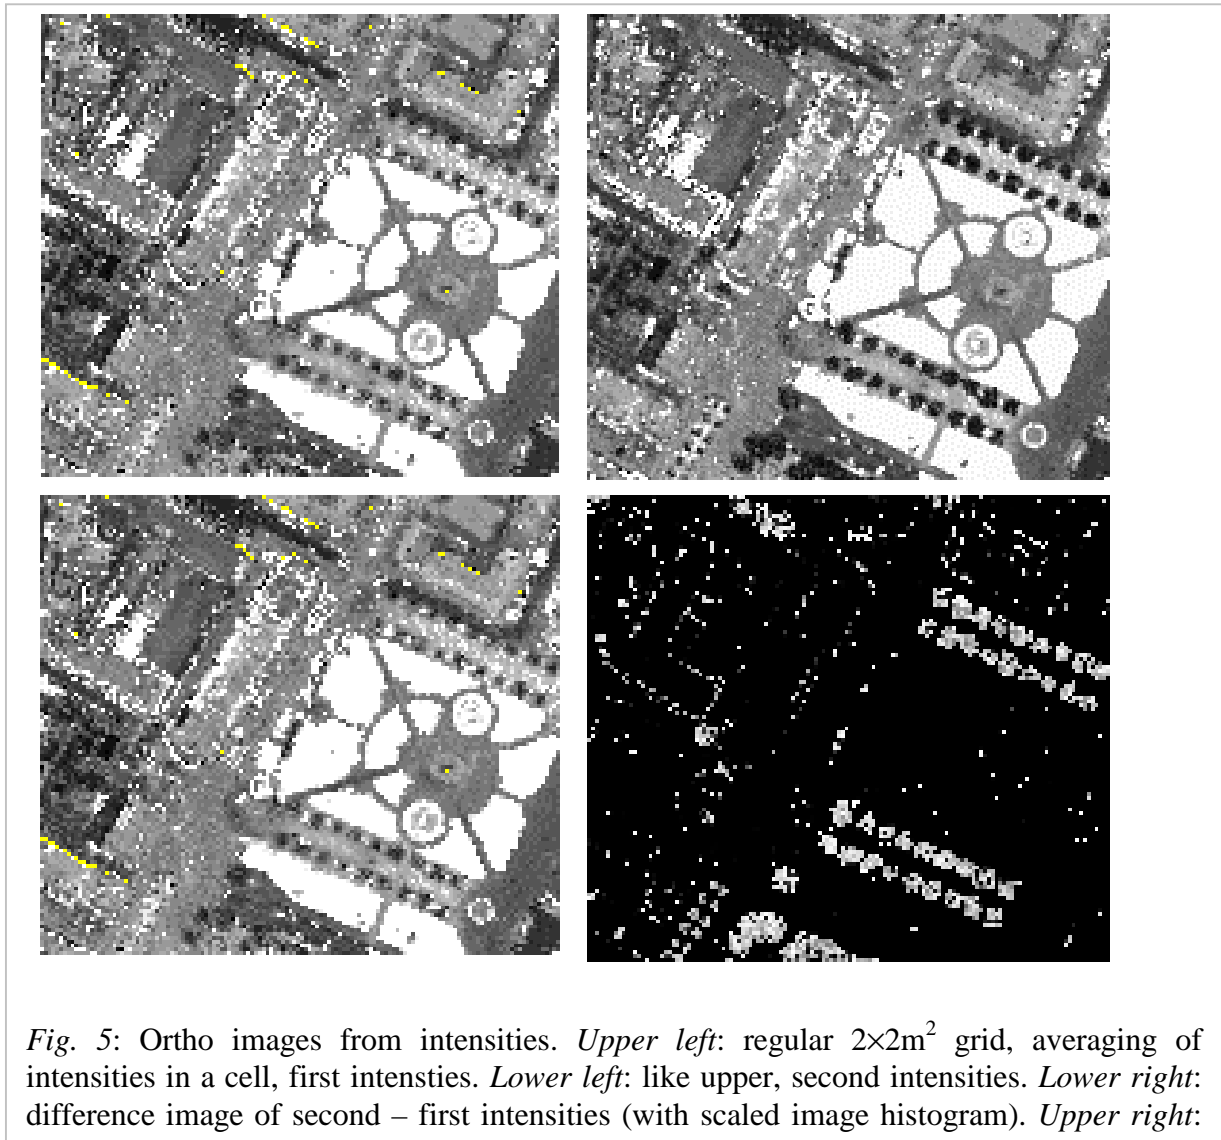 Fig. 5: Ortho images from intensities. Upper left: regular 2×2m² grid, averaging of
intensities in a cell, first intensties. Lower left: like upper, second intensities. Lower right:
difference image of second – first intensities (with scaled image histogram). Upper right: